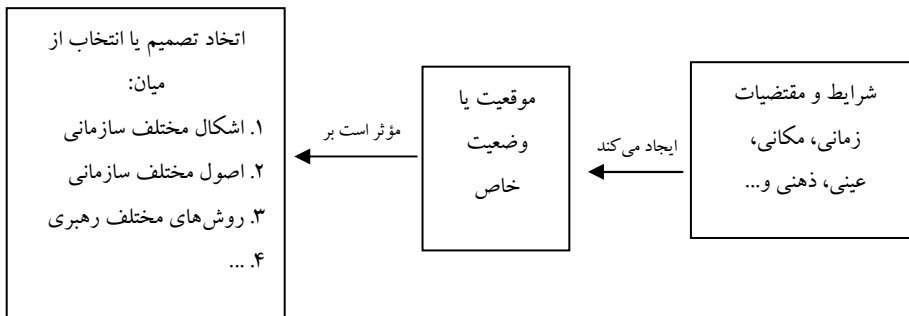 شرایط و مقتضیات
زمانی، مکانی،
عینی، ذهنی و...
ایجاد می‌کند
موقعیت یا
وضعیت
خاص
مؤثر است بر
اتخاد تصمیم یا انتخاب از
میان:
۱. اشکال مختلف سازمانی
۲. اصول مختلف سازمانی
۳. روش‌های مختلف رهبری
۴. ...